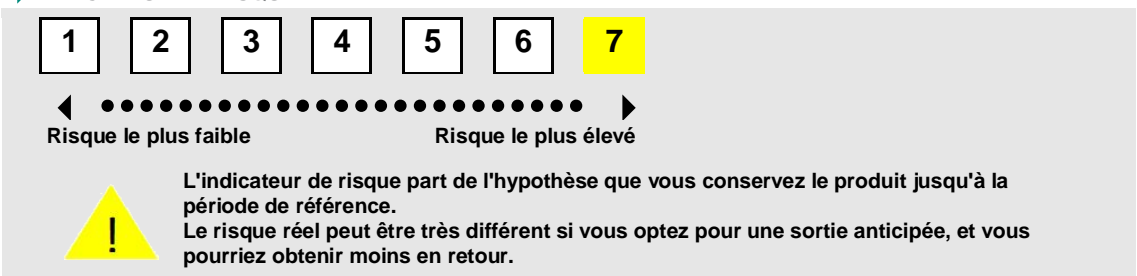 1 2 3 4 5 6 7
Risque le plus faible Risque le plus élevé
L'indicateur de risque part de l'hypothèse que vous conservez le produit jusqu'à la
période de référence.
Le risque réel peut être très différent si vous optez pour une sortie anticipée, et vous
pourriez obtenir moins en retour.
!